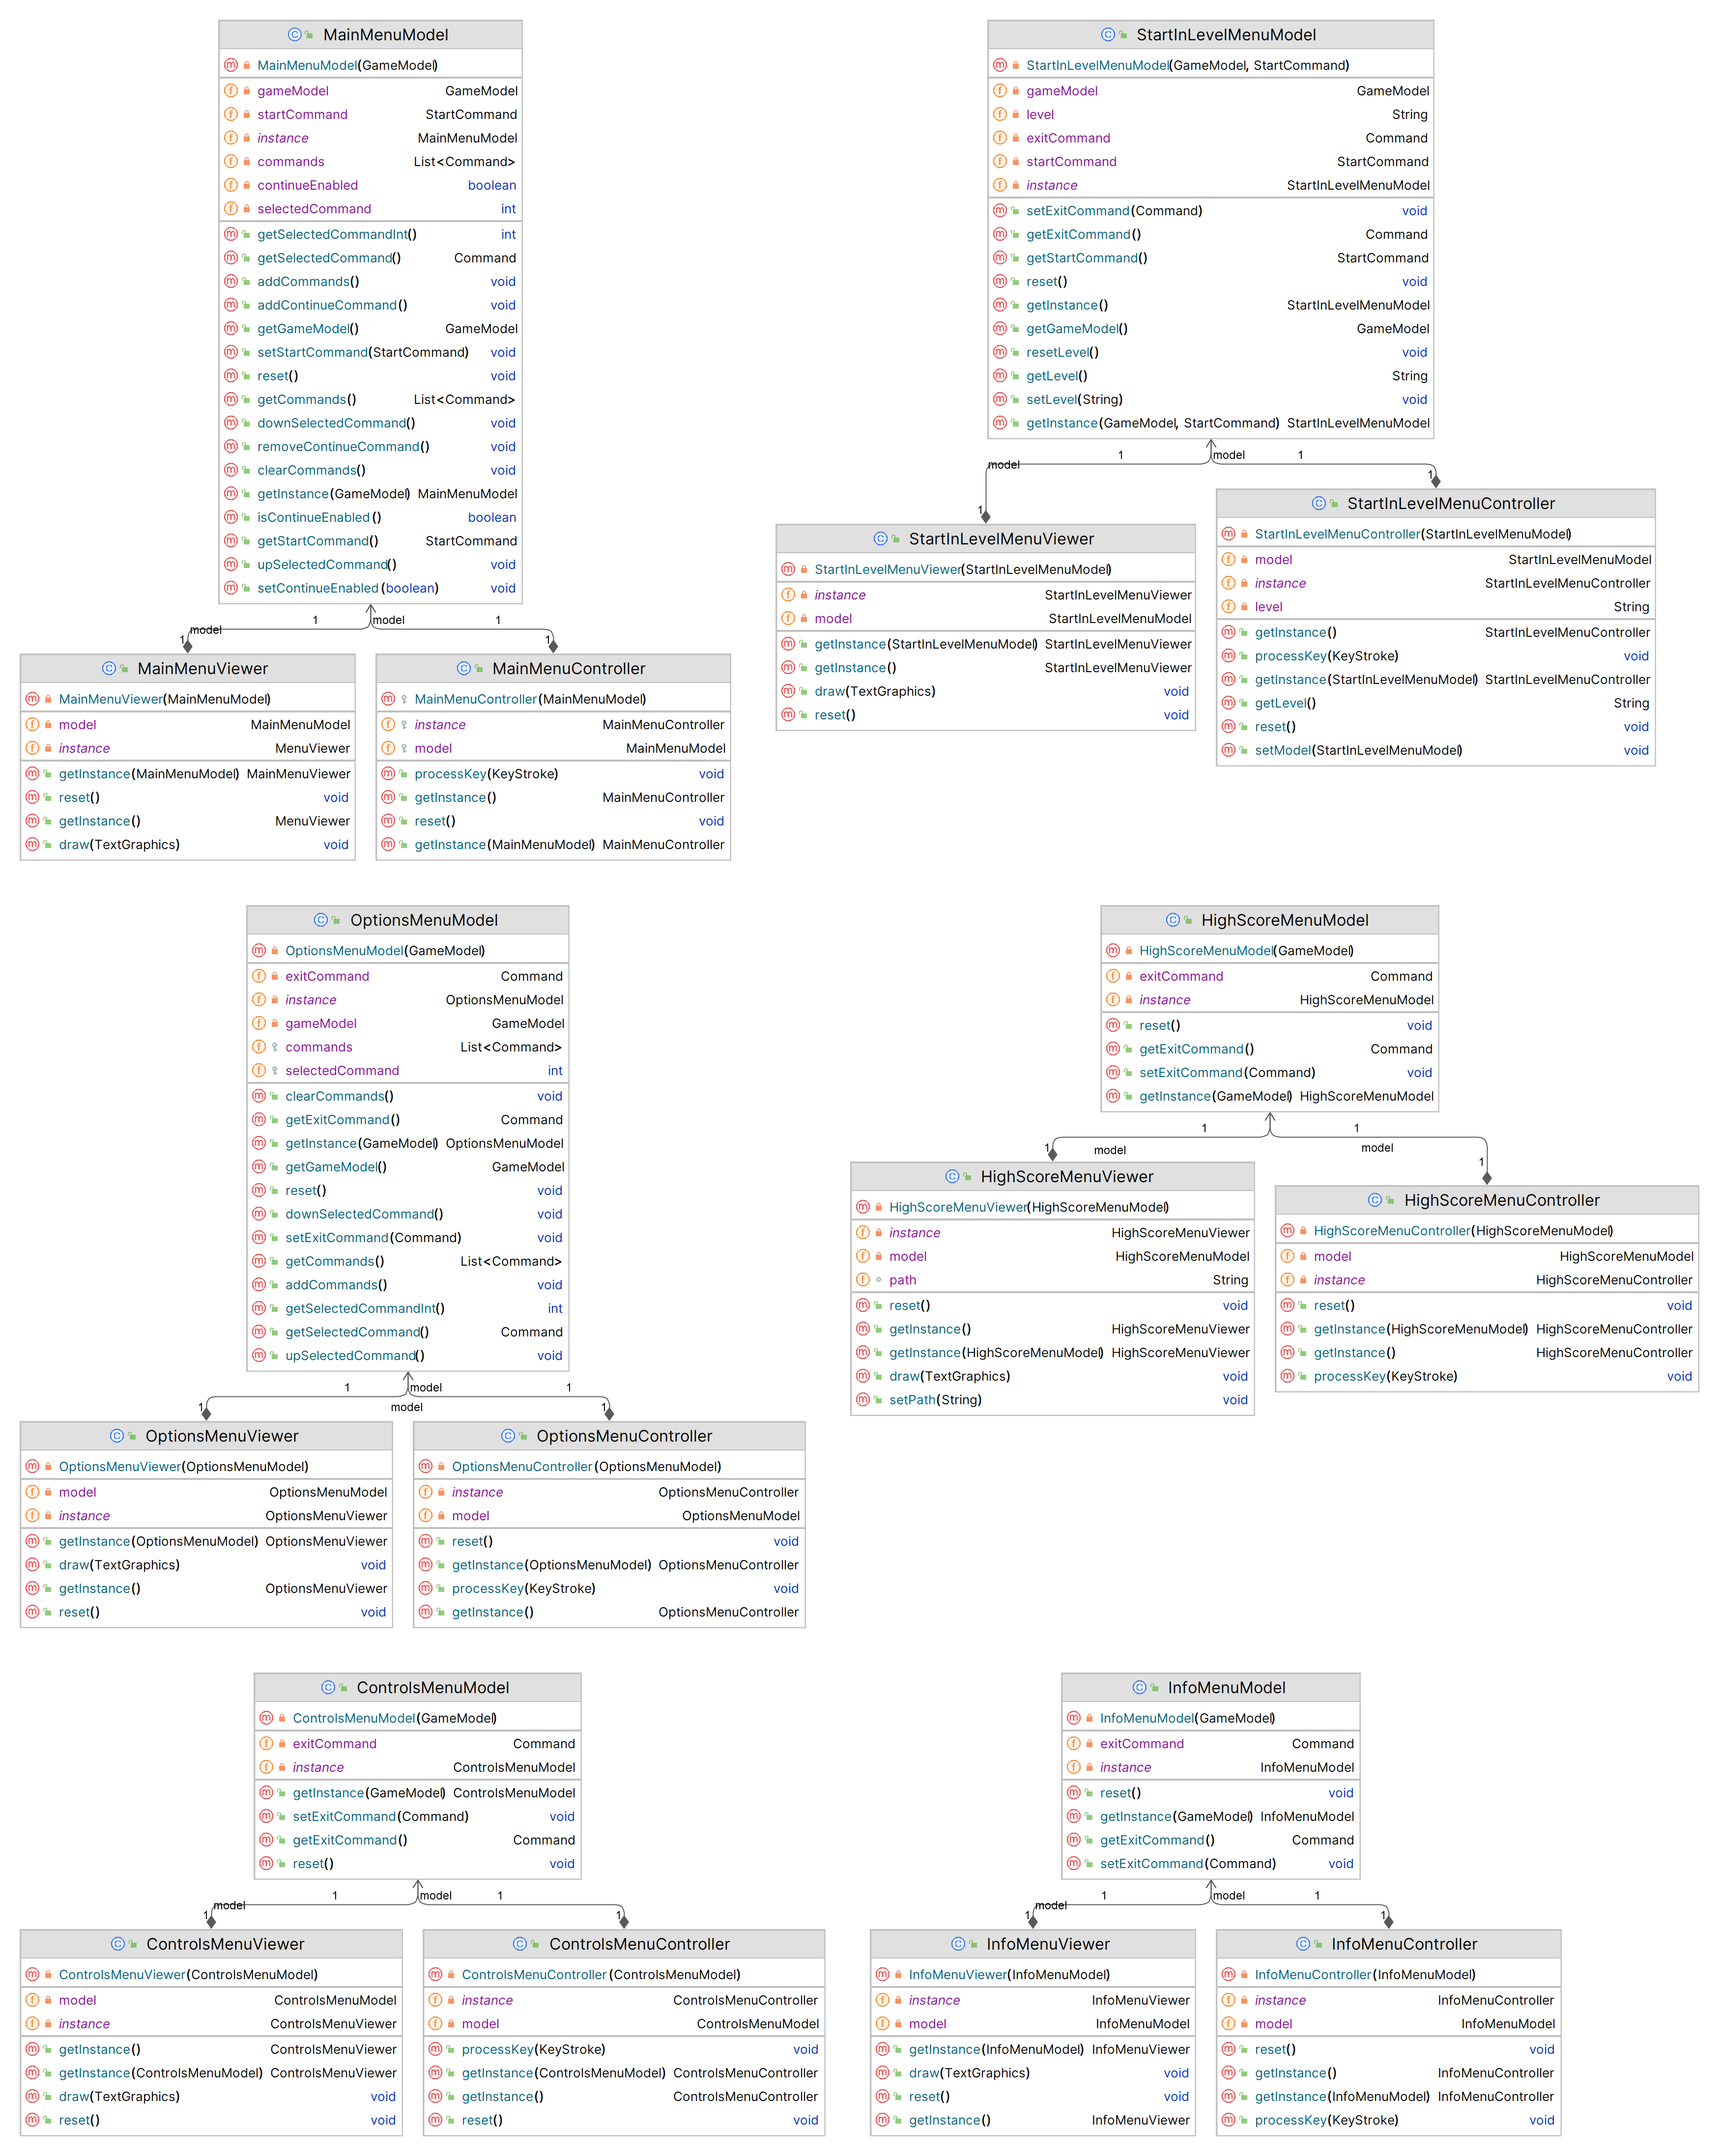 MainMenuModel
MainMenuModel(GameModel)
gameModel GameModel
startCommand StartCommand
instance MainMenuModel
commands List<Command>
continueEnabled boolean
selectedCommand int
getSelectedCommandInt() int
getSelectedCommand() Command
addCommands() void
addContinueCommand() void
getGameModel() GameModel
setStartCommand(StartCommand) void
reset() void
getCommands() List<Command>
downSelectedCommand() void
removeContinueCommand() void
clearCommands() void
getInstance(GameModel) MainMenuModel
isContinueEnabled() boolean
getStartCommand() StartCommand
upSelectedCommand() void
setContinueEnabled(boolean) void
1 model 1
1 model 1
MainMenuViewer
MainMenuViewer(MainMenuModel)
model MainMenuModel
instance MenuViewer
getInstance(MainMenuModel) MainMenuViewer
reset() void
getInstance() MenuViewer
draw(TextGraphics) void
MainMenuController
MainMenuController(MainMenuModel)
instance MainMenuController
model MainMenuModel
processKey(KeyStroke) void
getInstance() MainMenuController
reset() void
getInstance(MainMenuModel) MainMenuController
StartInLevelMenuModel
StartInLevelMenuModel(GameModel, StartCommand)
gameModel GameModel
level String
exitCommand Command
startCommand StartCommand
instance StartInLevelMenuModel
setExitCommand(Command) void
getExitCommand() Command
getStartCommand() StartCommand
reset() void
getInstance() StartInLevelMenuModel
getGameModel() GameModel
resetLevel() void
getLevel() String
setLevel(String) void
getInstance(GameModel, StartCommand) StartInLevelMenuModel
1 model 1
model 1 1
StartInLevelMenuViewer
StartInLevelMenuViewer(StartInLevelMenuModel)
instance StartInLevelMenuViewer
model StartInLevelMenuModel
getInstance(StartInLevelMenuModel) StartInLevelMenuViewer
getInstance() StartInLevelMenuViewer
draw(TextGraphics) void
reset() void
StartInLevelMenuController
StartInLevelMenuController(StartInLevelMenuModel)
model StartInLevelMenuModel
instance StartInLevelMenuController
level String
getInstance() StartInLevelMenuController
processKey(KeyStroke) void
getInstance(StartInLevelMenuModel) StartInLevelMenuController
getLevel() String
reset() void
setModel(StartInLevelMenuModel) void
OptionsMenuModel
OptionsMenuModel(GameModel)
exitCommand Command
instance OptionsMenuModel
gameModel GameModel
commands List<Command>
selectedCommand int
clearCommands() void
getExitCommand() Command
getInstance(GameModel) OptionsMenuModel
getGameModel() GameModel
reset() void
downSelectedCommand() void
setExitCommand(Command) void
getCommands() List<Command>
addCommands() void
getSelectedCommandInt() int
getSelectedCommand() Command
upSelectedCommand() void
1 model 1
1 model 1
OptionsMenuViewer
OptionsMenuViewer(OptionsMenuModel)
model OptionsMenuModel
instance OptionsMenuViewer
getInstance(OptionsMenuModel) OptionsMenuViewer
draw(TextGraphics) void
getInstance() OptionsMenuViewer
reset() void
OptionsMenuController
OptionsMenuController(OptionsMenuModel)
instance OptionsMenuController
model OptionsMenuModel
reset() void
getInstance(OptionsMenuModel) OptionsMenuController
processKey(KeyStroke) void
getInstance() OptionsMenuController
HighScoreMenuModel
HighScoreMenuModel(GameModel)
exitCommand Command
instance HighScoreMenuModel
reset() void
getExitCommand() Command
setExitCommand(Command) void
getInstance(GameModel) HighScoreMenuModel
1 1
1 model model 1
HighScoreMenuViewer
HighScoreMenuViewer(HighScoreMenuModel)
instance HighScoreMenuViewer
model HighScoreMenuModel
path String
reset() void
getInstance() HighScoreMenuViewer
getInstance(HighScoreMenuModel) HighScoreMenuViewer
draw(TextGraphics) void
setPath(String) void
HighScoreMenuController
HighScoreMenuController(HighScoreMenuModel)
model HighScoreMenuModel
instance HighScoreMenuController
reset() void
getInstance(HighScoreMenuModel) HighScoreMenuController
getInstance() HighScoreMenuController
processKey(KeyStroke) void
ControlsMenuModel
ControlsMenuModel(GameModel)
exitCommand Command
instance ControlsMenuModel
getInstance(GameModel) ControlsMenuModel
setExitCommand(Command) void
getExitCommand() Command
reset() void
1 model 1
1 model 1
ControlsMenuViewer
ControlsMenuViewer(ControlsMenuModel)
model ControlsMenuModel
instance ControlsMenuViewer
getInstance() ControlsMenuViewer
getInstance(ControlsMenuModel) ControlsMenuViewer
draw(TextGraphics) void
reset() void
ControlsMenuController
ControlsMenuController(ControlsMenuModel)
instance ControlsMenuController
model ControlsMenuModel
processKey(KeyStroke) void
getInstance(ControlsMenuModel) ControlsMenuController
getInstance() ControlsMenuController
reset() void
InfoMenuModel
InfoMenuModel(GameModel)
exitCommand Command
instance InfoMenuModel
reset() void
getInstance(GameModel) InfoMenuModel
getExitCommand() Command
setExitCommand(Command) void
1 model 1
1 model 1
InfoMenuViewer
InfoMenuViewer(InfoMenuModel)
instance InfoMenuViewer
model InfoMenuModel
getInstance(InfoMenuModel) InfoMenuViewer
draw(TextGraphics) void
reset() void
getInstance() InfoMenuViewer
InfoMenuController
InfoMenuController(InfoMenuModel)
instance InfoMenuController
model InfoMenuModel
reset() void
getInstance() InfoMenuController
getInstance(InfoMenuModel) InfoMenuController
processKey(KeyStroke) void